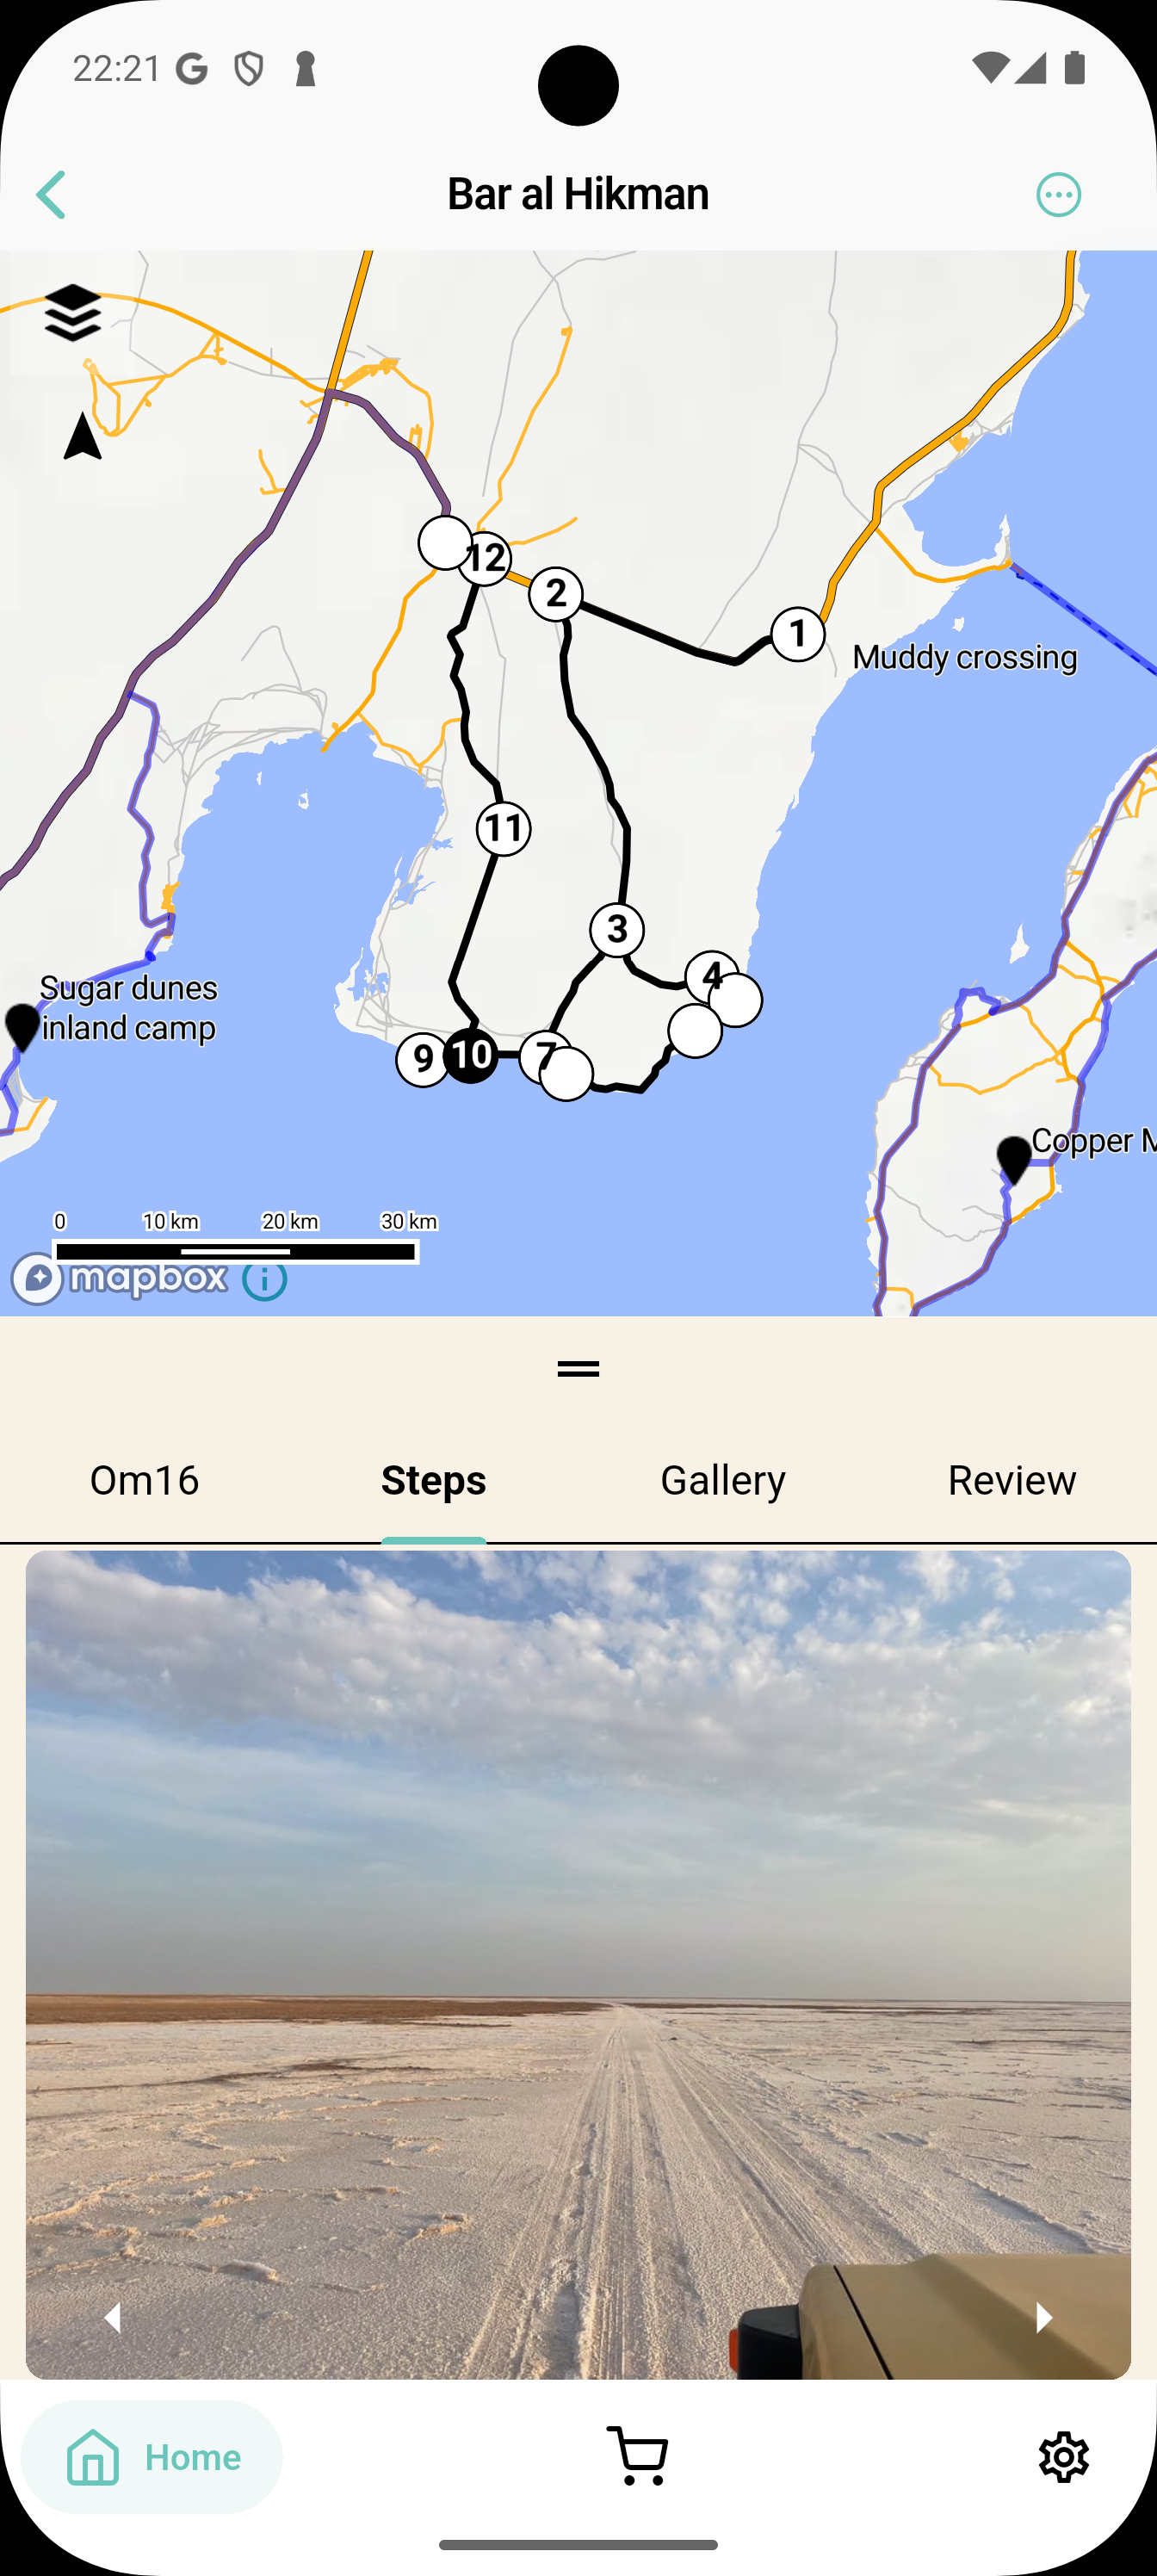 22:21
Bar al Hikman
12
2
1
Muddy crossing
11
3
4
Sugar dunes
inland camp
9
10
7
Copper M
0 10 km 20 km 30 km
mapbox
Om16 Steps Gallery Review
Home